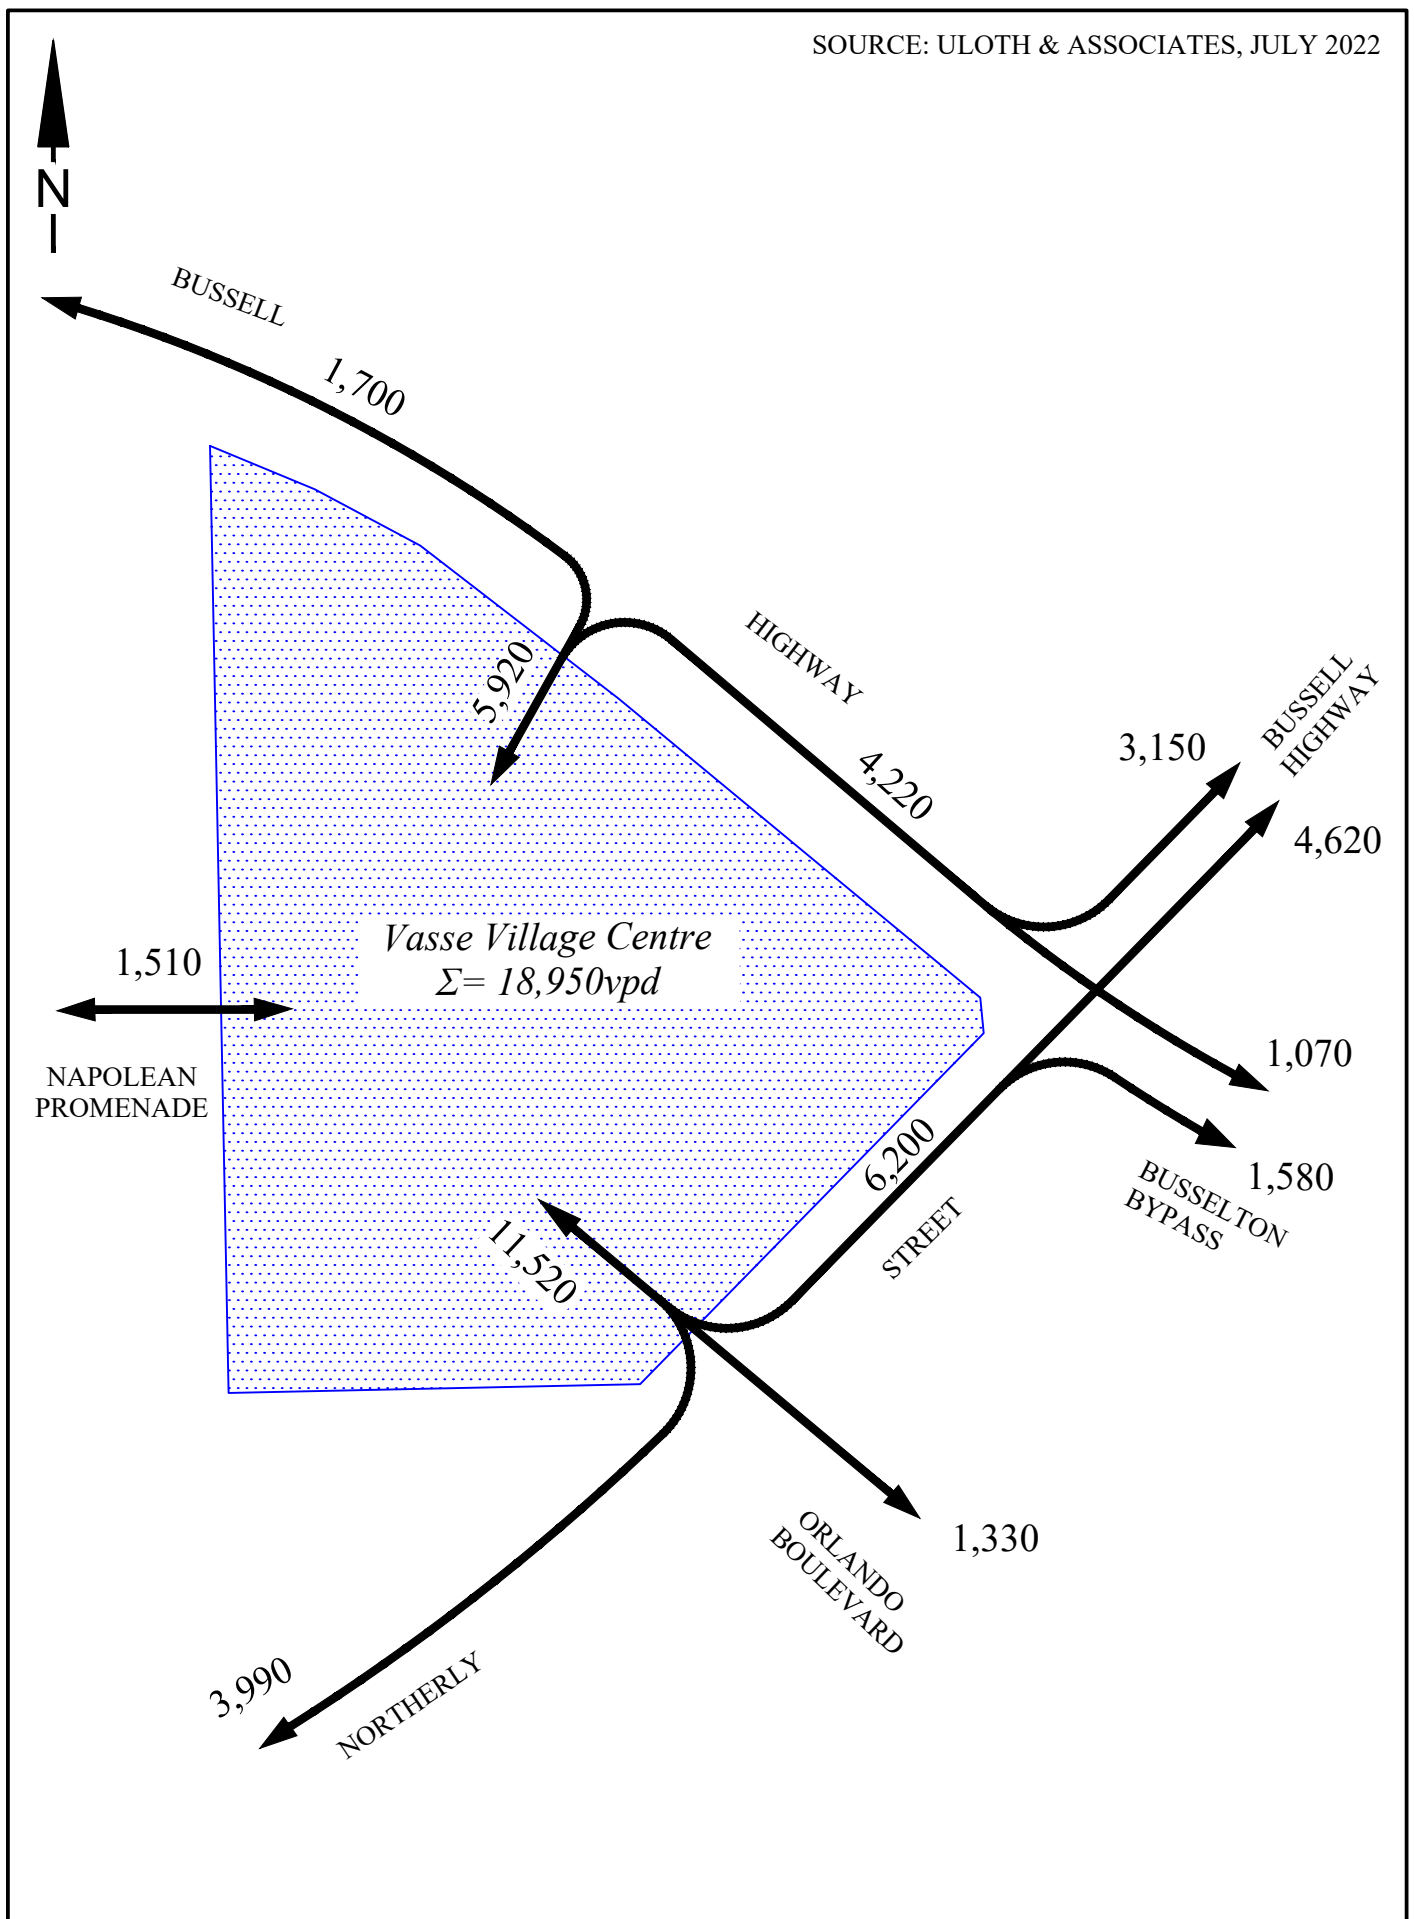 SOURCE: ULOTH & ASSOCIATES, JULY 2022
N
BUSSELL
1,700
HIGHWAY
5,920
BUSSELL
HIGHWAY
3,150
4,220
4,620
Vasse Village Centre
Σ= 18,950vpd
1,510
NAPOLEAN
PROMENADE
1,070
6,200
1,580
BUSSELTON
BYPASS
STREET
11,520
1,330
ORLANDO
BOULEVARD
3,990
NORTHERLY